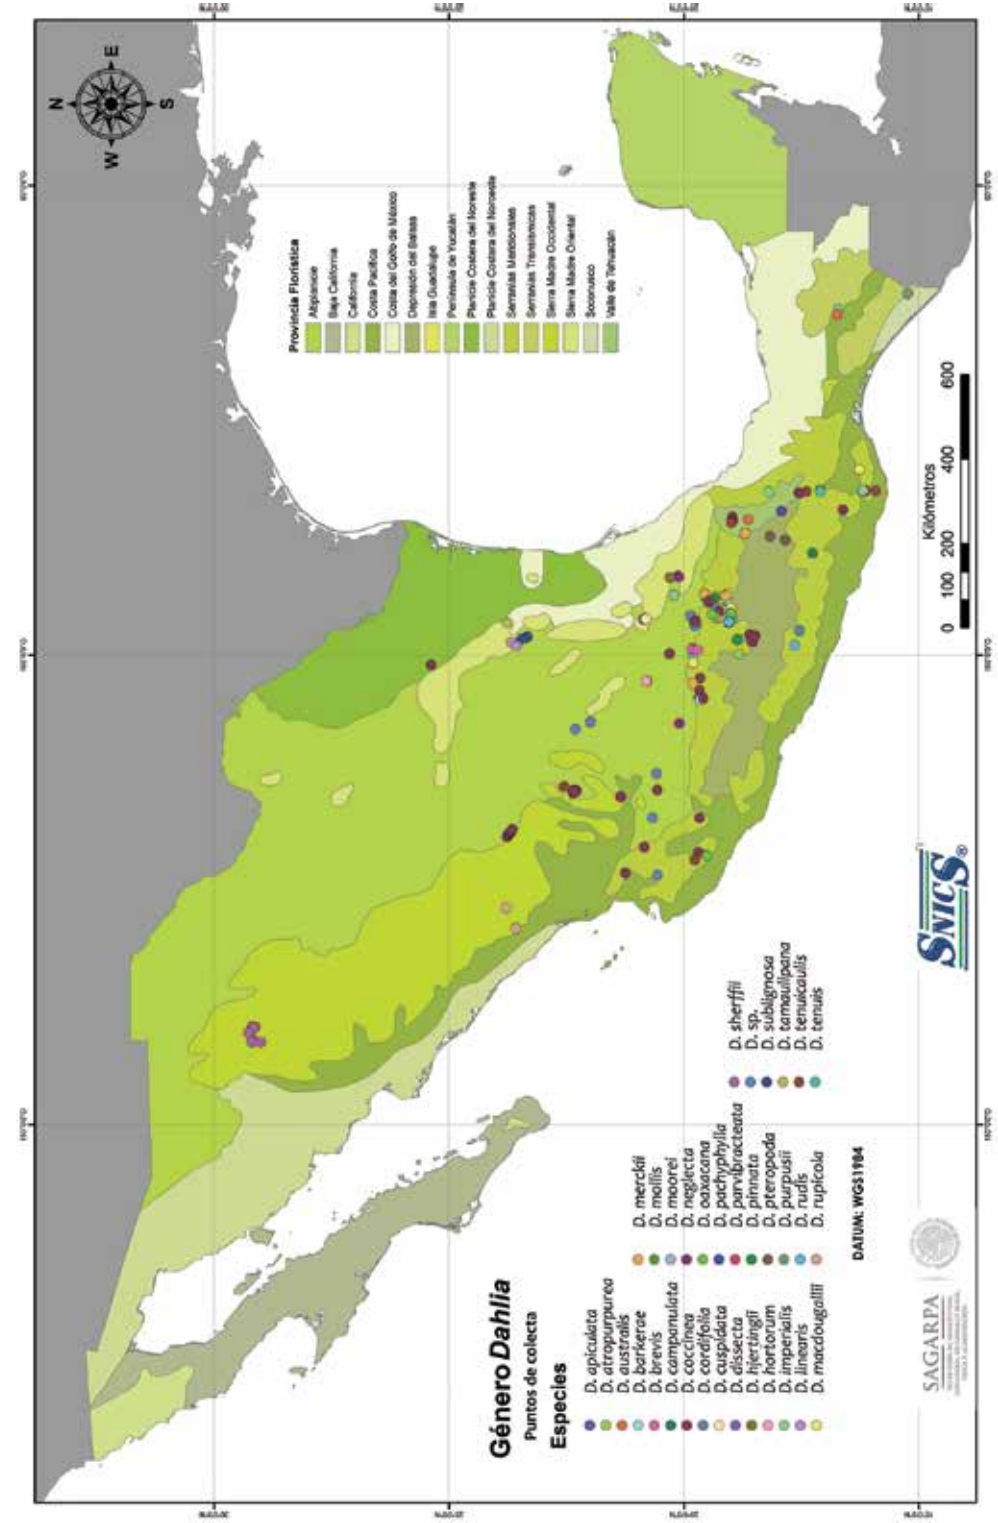 N
W
E
S
Provincia Florística
Altiplanicie
Baja California
California
Costa Pacífica
Costa del Golfo de México
Depresión del Balsas
Isla Guadalupe
Península de Yucatán
Planicie Costera del Noreste
Planicie Costera del Noroeste
Serranías Meridionales
Serranías Transístmicas
Sierra Madre Occidental
Sierra Madre Oriental
Soconusco
Valle de Tehuacán
Kilómetros
0 100 200 400 600
Género Dahlia
Puntos de colecta
Especies
D. apiculata
D. atropurpurea
D. australis
D. barkerae
D. brevis
D. campanulata
D. coccinea
D. cordifolia
D. cuspidata
D. dissecta
D. hjertingii
D. hortorum
D. imperialis
D. linearis
D. macdougallii
D. merckii
D. mollis
D. moorei
D. neglecta
D. oaxacana
D. pachyphylla
D. parvibracteata
D. pinnata
D. pteropoda
D. purpusii
D. rudis
D. rupicola
D. sherffii
D. sp.
D. sublignosa
D. tamaulipana
D. tenuicaulis
D. tenuis
DATUM: WGS1984
SAGARPA
SNICS®